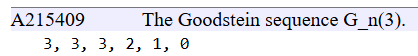 A215409 The Goodstein sequence G_n(3).
3, 3, 3, 2, 1, 0